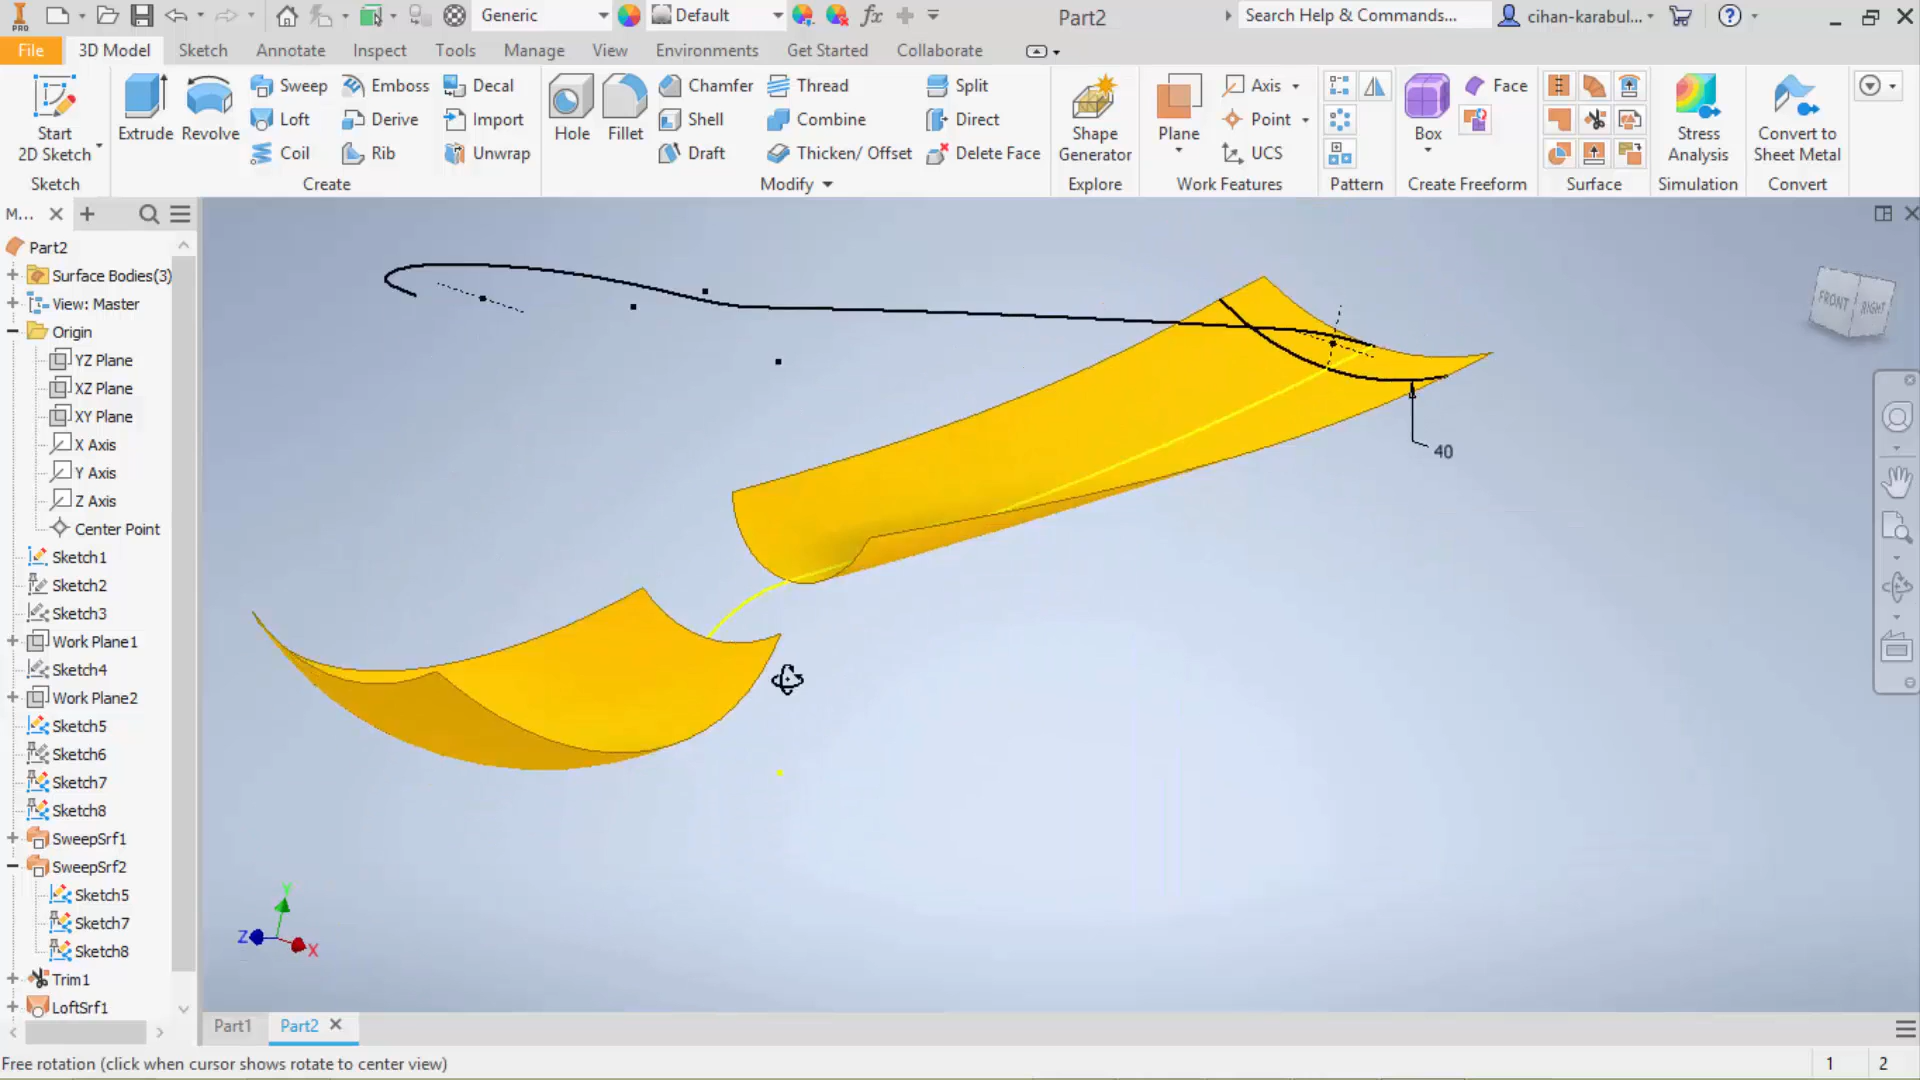 PRO
Generic
Default
fx
Part2
Search Help & Commands...
cihan-karabul...
File
3D Model
Sketch
Annotate
Inspect
Tools
Manage
View
Environments
Get Started
Collaborate
Start
2D Sketch
Sketch
Extrude
Revolve
Sweep
Loft
Coil
Emboss
Derive
Rib
Decal
Import
Unwrap
Create
Hole
Fillet
Chamfer
Shell
Draft
Thread
Combine
Thicken/ Offset
Split
Direct
Delete Face
Modify
Shape
Generator
Explore
Plane
Axis
Point
UCS
Work Features
Pattern
Box
Face
Create Freeform
Surface
Stress
Analysis
Simulation
Convert to
Sheet Metal
Convert
M...
Part2
Surface Bodies(3)
View: Master
Origin
YZ Plane
XZ Plane
XY Plane
X Axis
Y Axis
Z Axis
Center Point
Sketch1
Sketch2
Sketch3
Work Plane1
Sketch4
Work Plane2
Sketch5
Sketch6
Sketch7
Sketch8
SweepSrf1
SweepSrf2
Sketch5
Sketch7
Sketch8
Trim1
LoftSrf1
FRONT
RIGHT
40
Y
Z
X
Part1
Part2
Free rotation (click when cursor shows rotate to center view)
1
2